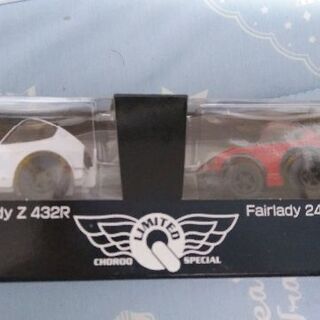 dy Z 432R
Fairlady 24
LIMITED
CHOROQ SPECIAL